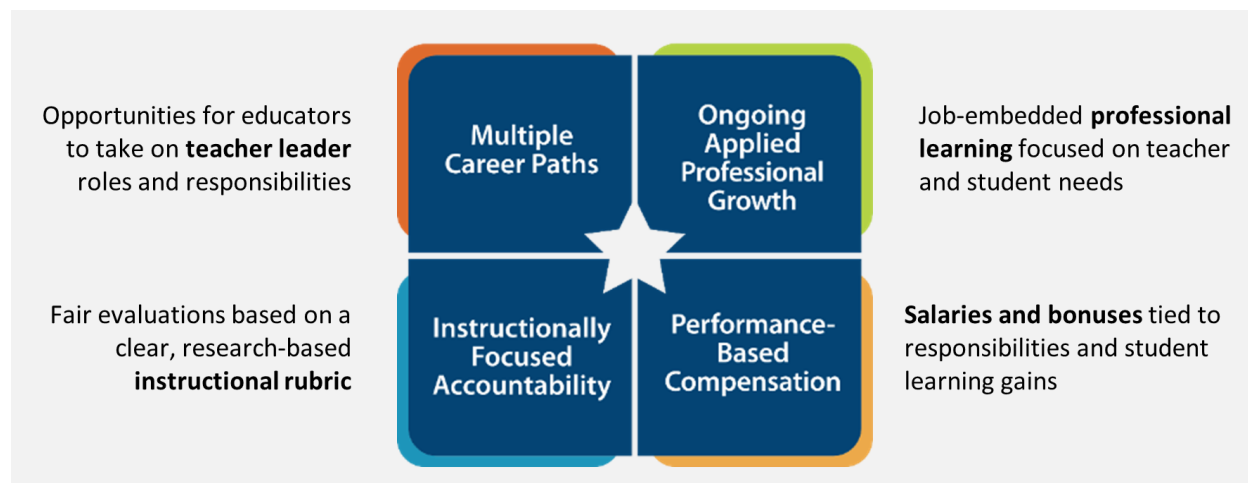 Opportunities for educators
to take on teacher leader
roles and responsibilities
Multiple
Career Paths
Ongoing
Applied
Professional
Growth
Job-embedded professional
learning focused on teacher
and student needs
Fair evaluations based on a
clear, research-based
instructional rubric
Instructionally
Focused
Accountability
Performance-
Based
Compensation
Salaries and bonuses tied to
responsibilities and student
learning gains